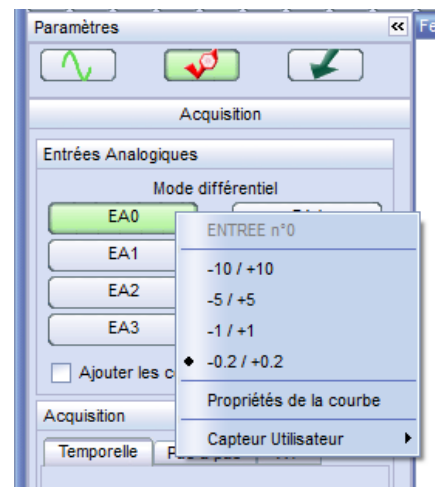 Paramètres
Acquisition
Entrées Analogiques
Mode différentiel
EA0
EA1
EA2
EA3
ENTREE n°0
-10 / +10
-5 / +5
-1 / +1
-0.2 / +0.2
Propriétés de la courbe
Capteur Utilisateur
Ajouter les
Acquisition
Temporelle